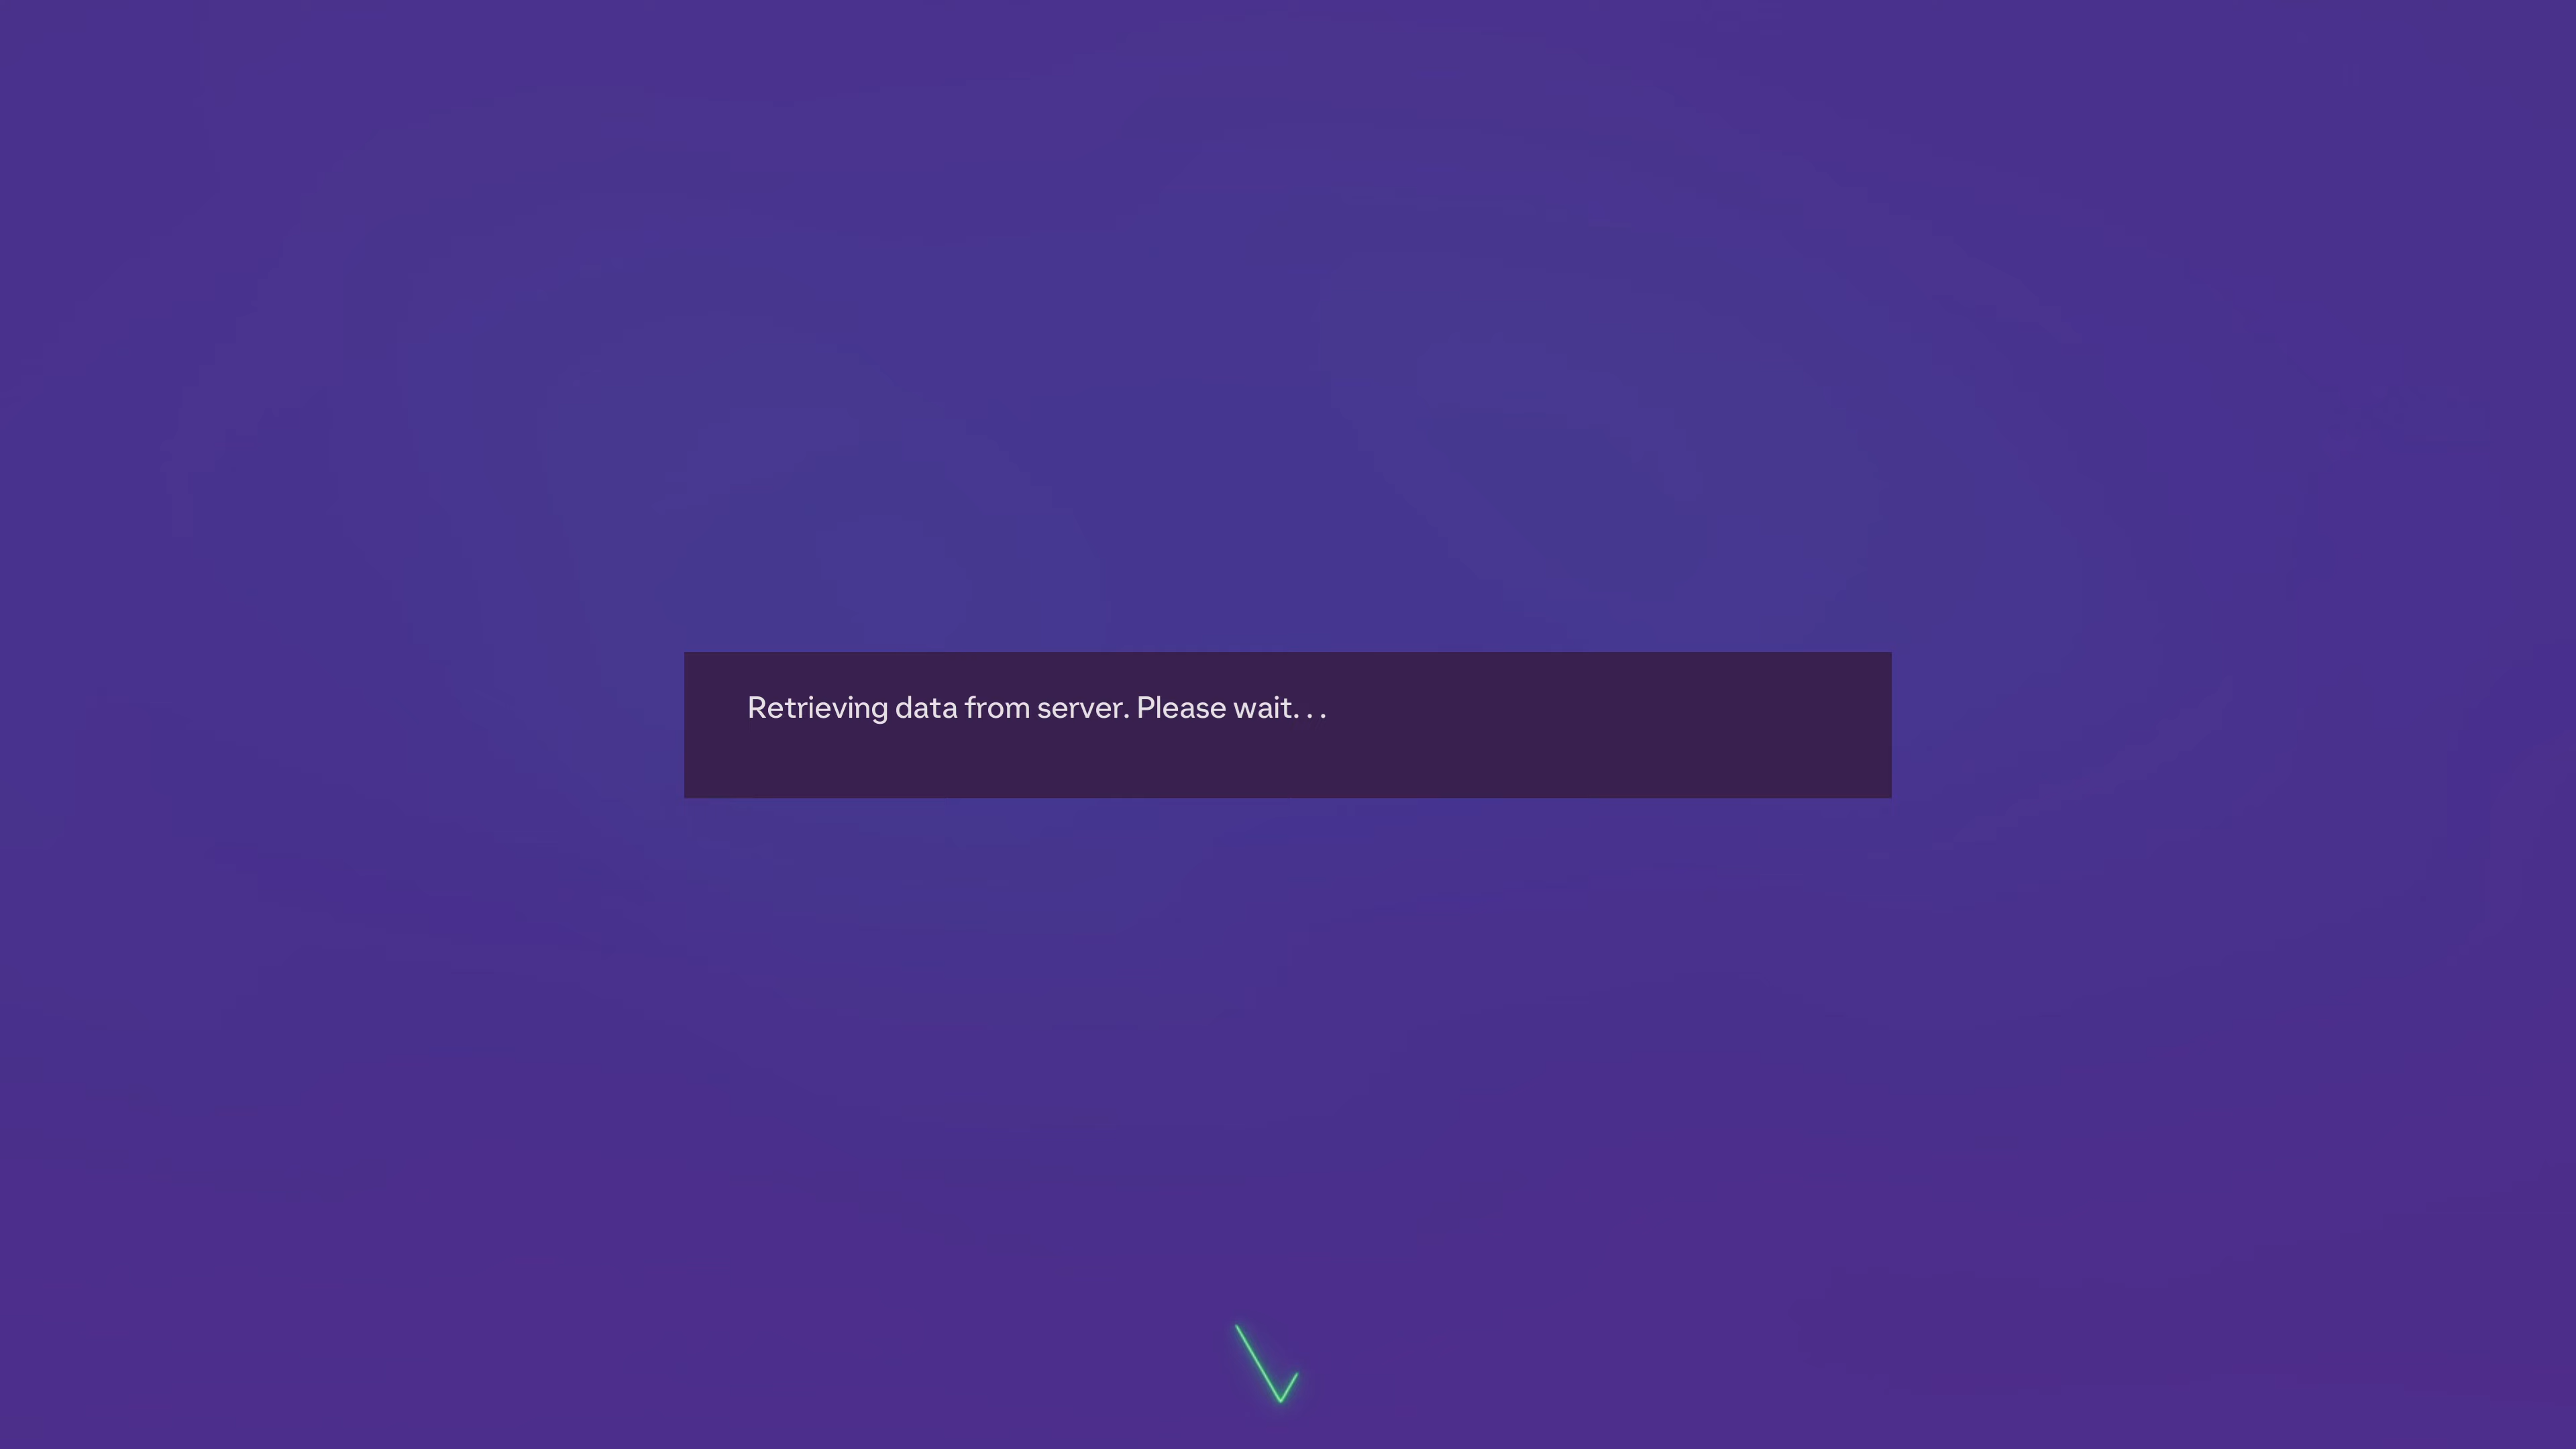 Retrieving data from server. Please wait. . .